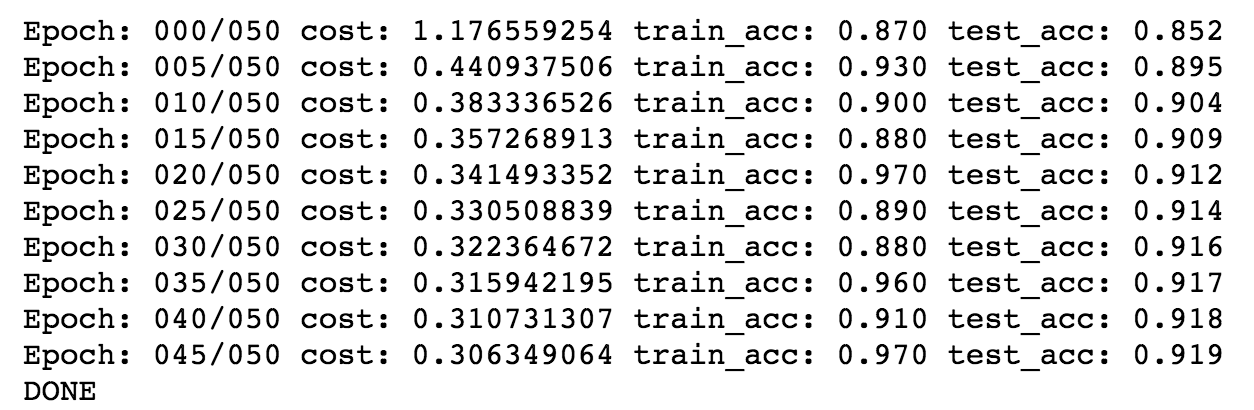 Epoch: 000/050 cost: 1.176559254 train_acc: 0.870 test_acc: 0.852
Epoch: 005/050 cost: 0.440937506 train_acc: 0.930 test_acc: 0.895
Epoch: 010/050 cost: 0.383336526 train_acc: 0.900 test_acc: 0.904
Epoch: 015/050 cost: 0.357268913 train_acc: 0.880 test_acc: 0.909
Epoch: 020/050 cost: 0.341493352 train_acc: 0.970 test_acc: 0.912
Epoch: 025/050 cost: 0.330508839 train_acc: 0.890 test_acc: 0.914
Epoch: 030/050 cost: 0.322364672 train_acc: 0.880 test_acc: 0.916
Epoch: 035/050 cost: 0.315942195 train_acc: 0.960 test_acc: 0.917
Epoch: 040/050 cost: 0.310731307 train_acc: 0.910 test_acc: 0.918
Epoch: 045/050 cost: 0.306349064 train_acc: 0.970 test_acc: 0.919
DONE